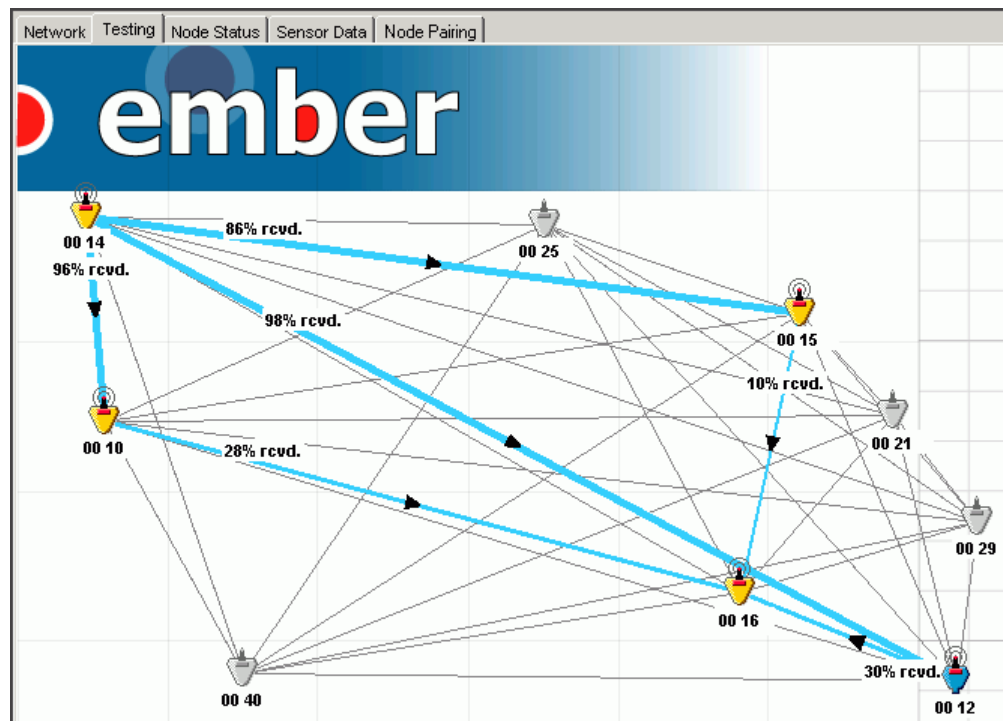 Network Testing Node Status Sensor Data Node Pairing
ember
00 14
86% rcvd.
00 25
96% rcvd.
98% rcvd.
00 15
10% rcvd.
00 10
28% rcvd.
00 21
00 29
00 16
30% rcvd.
00 40
00 12